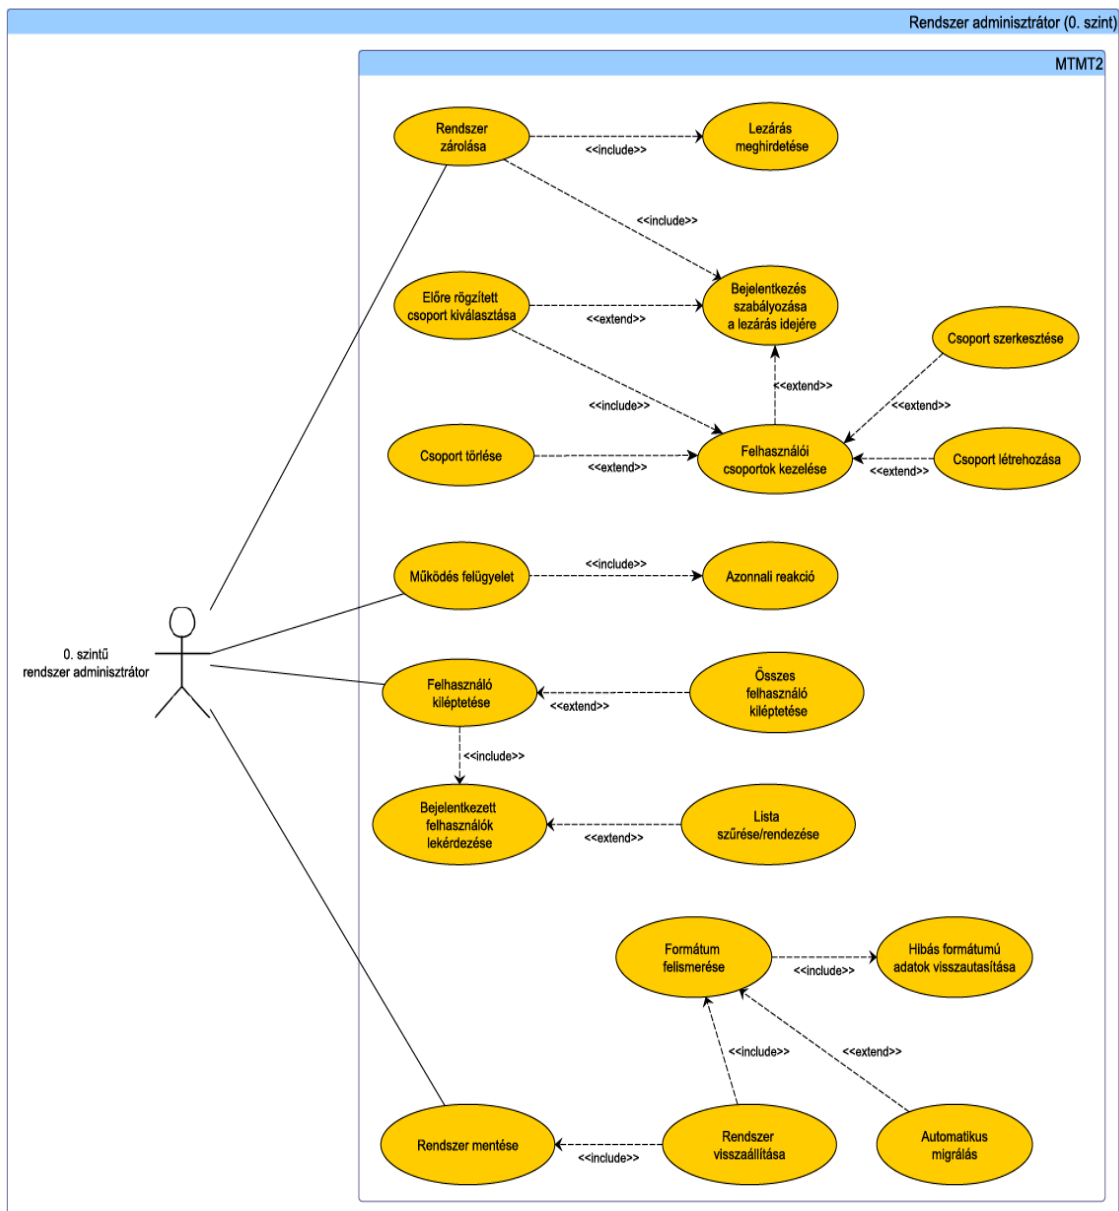 Rendszer adminisztrátor (0. szint)
MTMT2
Rendszer
zárolása
<<include>>
Lezárás
meghirdetése
<<include>>
Előre rögzített
csoport kiválasztása
<<extend>>
Bejelentkezés
szabályozása
a lezárás idejére
Csoport szerkesztése
<<extend>>
<<include>>
<<extend>>
Csoport törlése
<<extend>>
Felhasználói
csoportok kezelése
<<extend>>
Csoport létrehozása
Működés felügyelet
<<include>>
Azonnali reakció
0. szintű
rendszer adminisztrátor
Felhasználó
kiléptetése
<<extend>>
Összes
felhasználó
kiléptetése
<<include>>
Bejelentkezett
felhasználók
lekérdezése
<<extend>>
Lista
szűrése/rendezése
Formátum
felismerése
<<include>>
Hibás formátumú
adatok visszautasítása
<<include>>
<<extend>>
Rendszer mentése
<<include>>
Rendszer
visszaállítása
Automatikus
migrálás